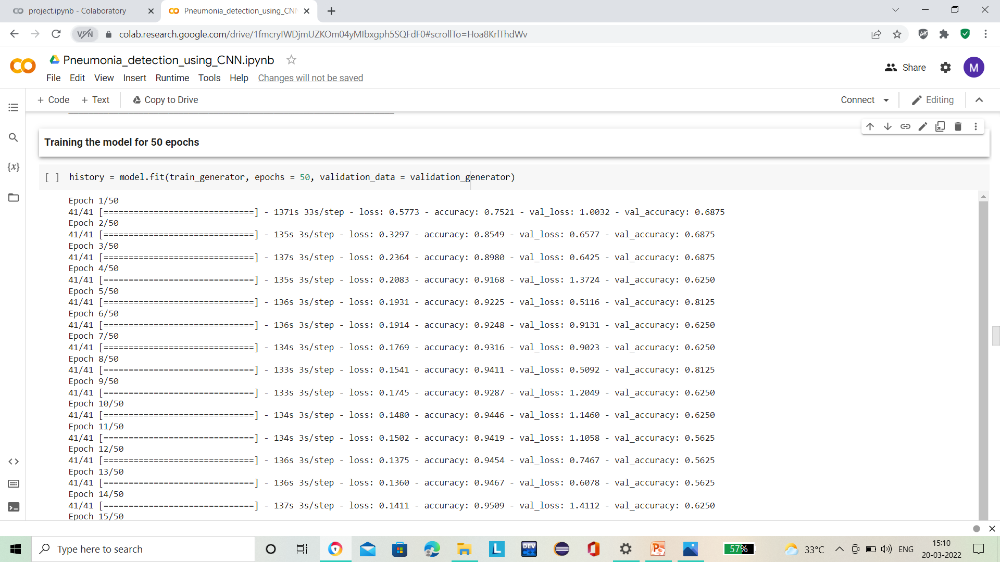 project.ipynb - Colaboratory
Pneumonia_detection_using_CN
VPN
colab.research.google.com/drive/1fmcryIWDjmUZKOm04yMIbxgph5SQFdF0#scrollTo=Hoa8KrlThdWv
Pneumonia_detection_using_CNN.ipynb
Share
M
File Edit View Insert Runtime Tools Help Changes will not be saved
+ Code + Text Copy to Drive Connect Editing
Training the model for 50 epochs
{x}
[ ] history = model.fit(train_generator, epochs = 50, validation_data = validation_generator)
Epoch 1/50
41/41 [==============================] - 1371s 33s/step - loss: 0.5773 - accuracy: 0.7521 - val_loss: 1.0032 - val_accuracy: 0.6875
Epoch 2/50
41/41 [==============================] - 135s 3s/step - loss: 0.3297 - accuracy: 0.8549 - val_loss: 0.6577 - val_accuracy: 0.6875
Epoch 3/50
41/41 [==============================] - 137s 3s/step - loss: 0.2364 - accuracy: 0.8980 - val_loss: 0.6425 - val_accuracy: 0.6875
Epoch 4/50
41/41 [==============================] - 135s 3s/step - loss: 0.2083 - accuracy: 0.9168 - val_loss: 1.3724 - val_accuracy: 0.6250
Epoch 5/50
41/41 [==============================] - 136s 3s/step - loss: 0.1931 - accuracy: 0.9225 - val_loss: 0.5116 - val_accuracy: 0.8125
Epoch 6/50
41/41 [==============================] - 136s 3s/step - loss: 0.1914 - accuracy: 0.9248 - val_loss: 0.9131 - val_accuracy: 0.6250
Epoch 7/50
41/41 [==============================] - 134s 3s/step - loss: 0.1769 - accuracy: 0.9316 - val_loss: 0.9023 - val_accuracy: 0.6250
Epoch 8/50
41/41 [==============================] - 133s 3s/step - loss: 0.1541 - accuracy: 0.9411 - val_loss: 0.5092 - val_accuracy: 0.8125
Epoch 9/50
41/41 [==============================] - 133s 3s/step - loss: 0.1745 - accuracy: 0.9287 - val_loss: 1.2049 - val_accuracy: 0.6250
Epoch 10/50
41/41 [==============================] - 134s 3s/step - loss: 0.1480 - accuracy: 0.9446 - val_loss: 1.1460 - val_accuracy: 0.6250
Epoch 11/50
41/41 [==============================] - 134s 3s/step - loss: 0.1502 - accuracy: 0.9419 - val_loss: 1.1058 - val_accuracy: 0.5625
Epoch 12/50
41/41 [==============================] - 136s 3s/step - loss: 0.1375 - accuracy: 0.9454 - val_loss: 0.7467 - val_accuracy: 0.5625
Epoch 13/50
41/41 [==============================] - 136s 3s/step - loss: 0.1360 - accuracy: 0.9467 - val_loss: 0.6078 - val_accuracy: 0.5625
Epoch 14/50
41/41 [==============================] - 137s 3s/step - loss: 0.1411 - accuracy: 0.9509 - val_loss: 1.4112 - val_accuracy: 0.6250
Epoch 15/50
Type here to search
L
DEV
57%
33°C
ENG
15:10
20-03-2022